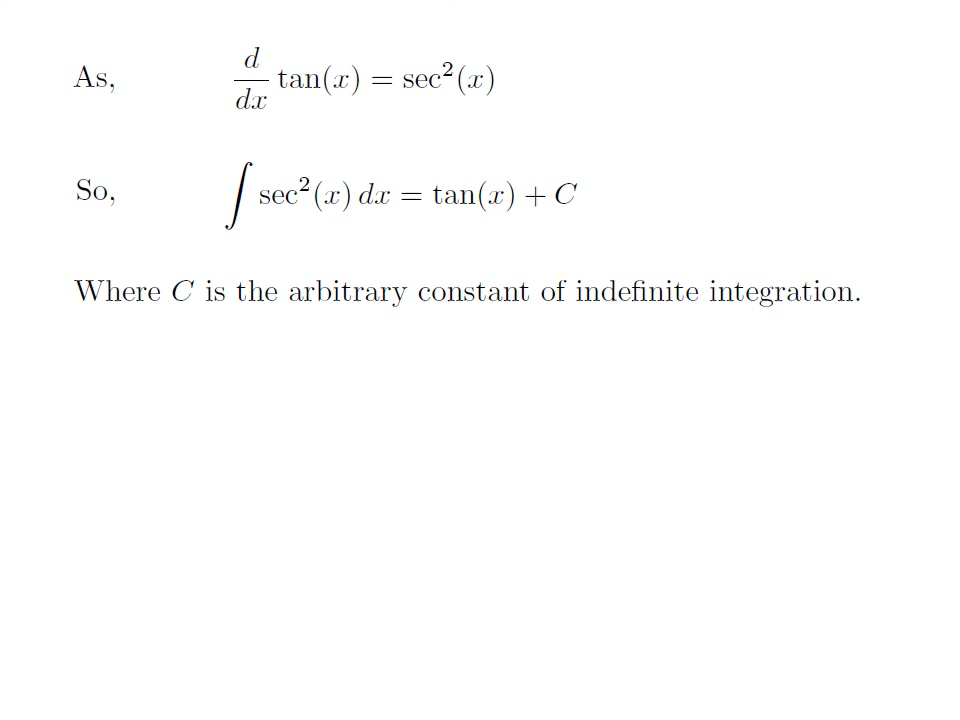 As, d/dx tan(x) = sec²(x)
So, ∫ sec²(x) dx = tan(x) + C
Where C is the arbitrary constant of indefinite integration.